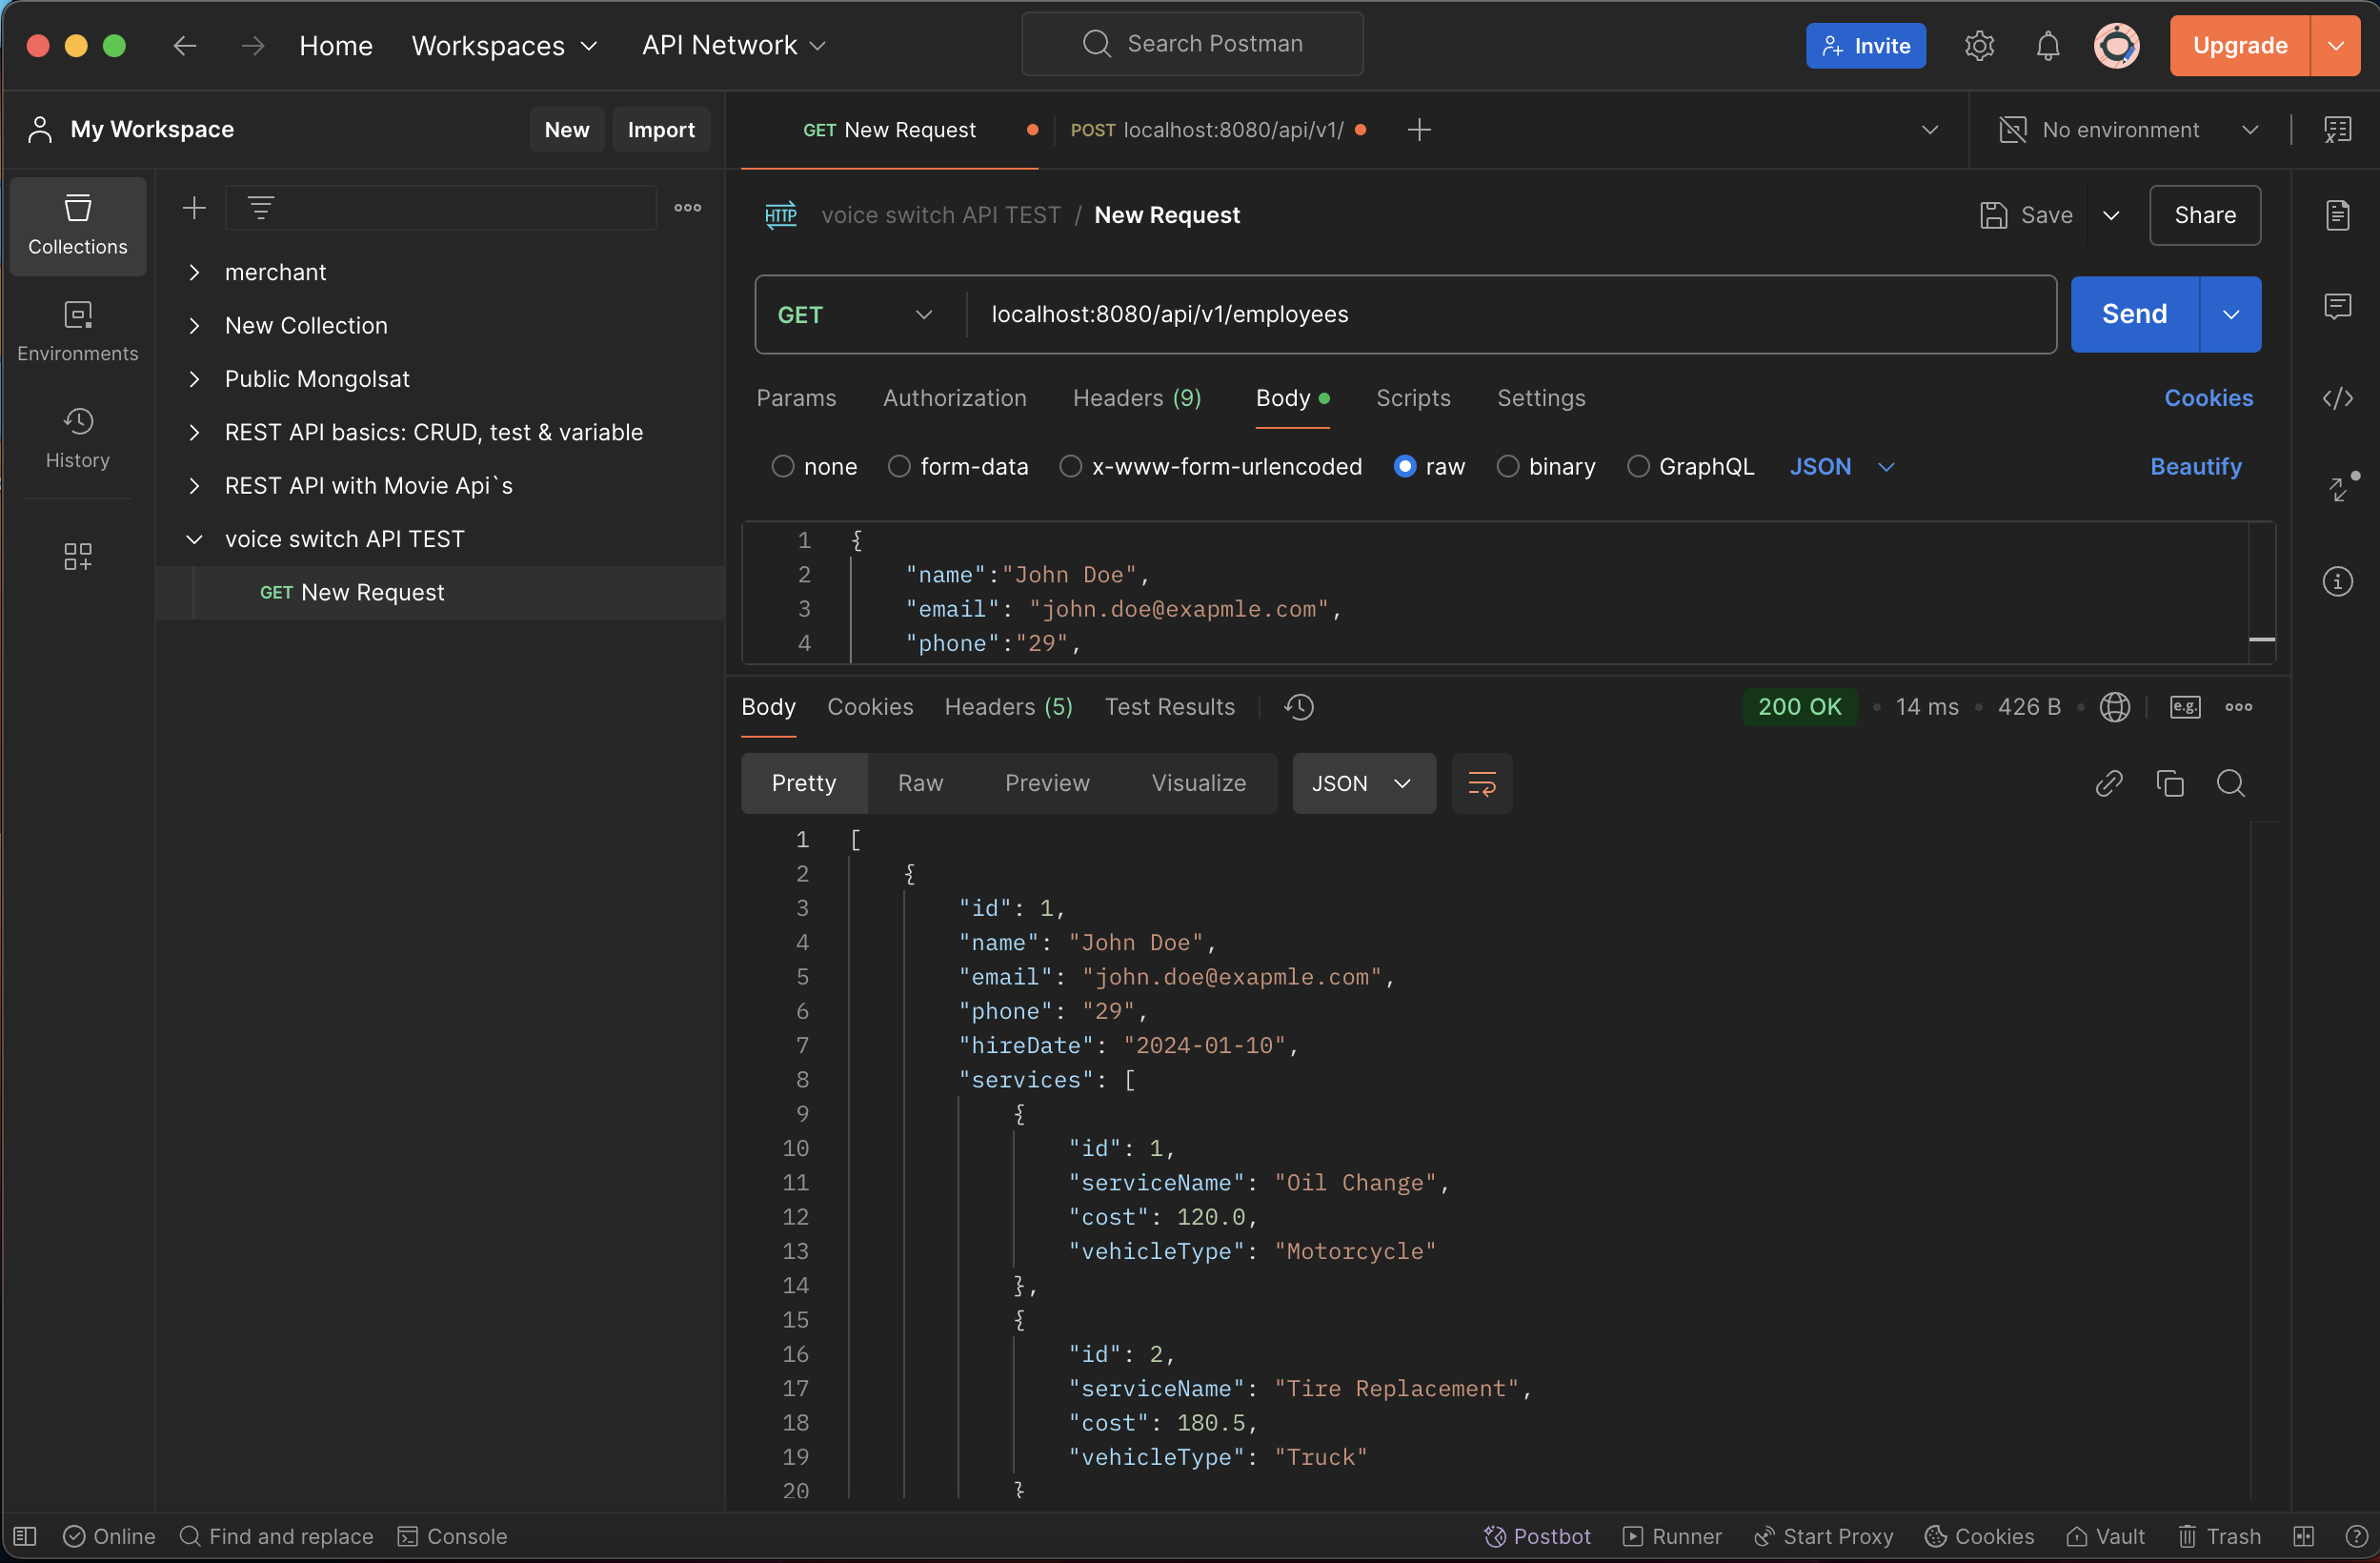 Home Workspaces API Network Search Postman Invite Upgrade
My Workspace New Import
GET New Request POST localhost:8080/api/v1/ No environment
Collections
Environments
History
merchant
New Collection
Public Mongolsat
REST API basics: CRUD, test & variable
REST API with Movie Api`s
voice switch API TEST
GET New Request
HTTP voice switch API TEST / New Request Save Share
GET localhost:8080/api/v1/employees Send
Params Authorization Headers (9) Body Scripts Settings Cookies
none form-data x-www-form-urlencoded raw binary GraphQL JSON Beautify
1 {
2 "name":"John Doe",
3 "email": "john.doe@exapmle.com",
4 "phone":"29",
Body Cookies Headers (5) Test Results 200 OK 14 ms 426 B e.g.
Pretty Raw Preview Visualize JSON
1 [
2 {
3 "id": 1,
4 "name": "John Doe",
5 "email": "john.doe@exapmle.com",
6 "phone": "29",
7 "hireDate": "2024-01-10",
8 "services": [
9 {
10 "id": 1,
11 "serviceName": "Oil Change",
12 "cost": 120.0,
13 "vehicleType": "Motorcycle"
14 },
15 {
16 "id": 2,
17 "serviceName": "Tire Replacement",
18 "cost": 180.5,
19 "vehicleType": "Truck"
20 }
Online Find and replace Console Postbot Runner Start Proxy Cookies Vault Trash